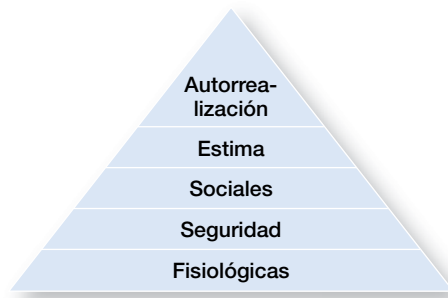 Autorrea-
lización
Estima
Sociales
Seguridad
Fisiológicas